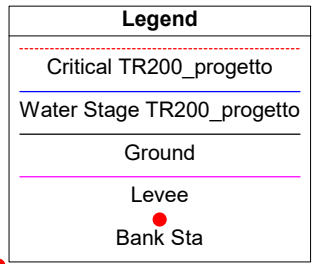 Legend
Critical TR200_progetto
Water Stage TR200_progetto
Ground
Levee
Bank Sta